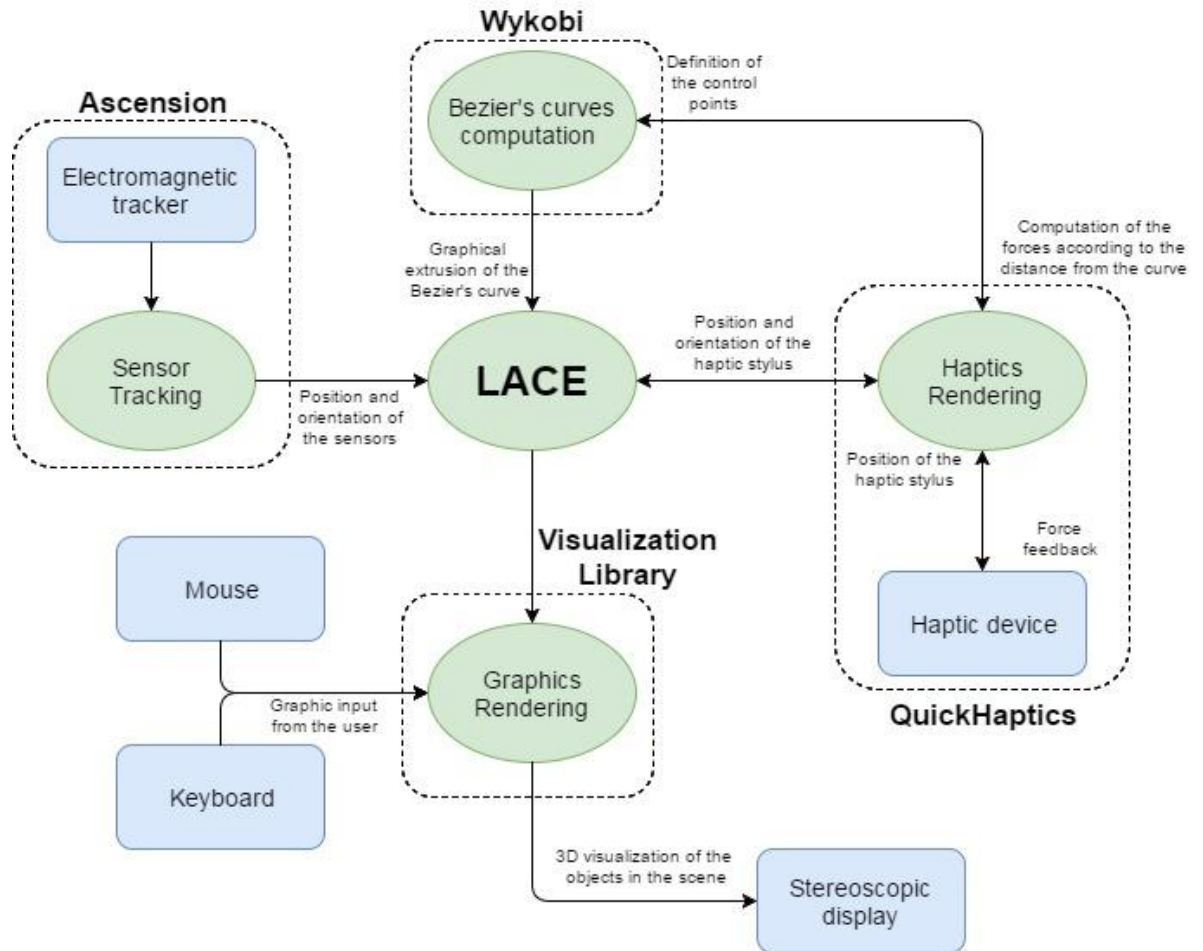 Wykobi
Bezier's curves
computation
Definition of
the control
points
Ascension
Electromagnetic
tracker
Sensor
Tracking
Graphical
extrusion of the
Bezier's curve
Computation of the
forces according to the
distance from the curve
LACE
Position and
orientation of
the sensors
Position and
orientation of the
haptic stylus
Haptics
Rendering
Position of the
haptic stylus
Force
feedback
Haptic device
QuickHaptics
Visualization
Library
Mouse
Graphic input
from the user
Keyboard
Graphics
Rendering
3D visualization of the
objects in the scene
Stereoscopic
display